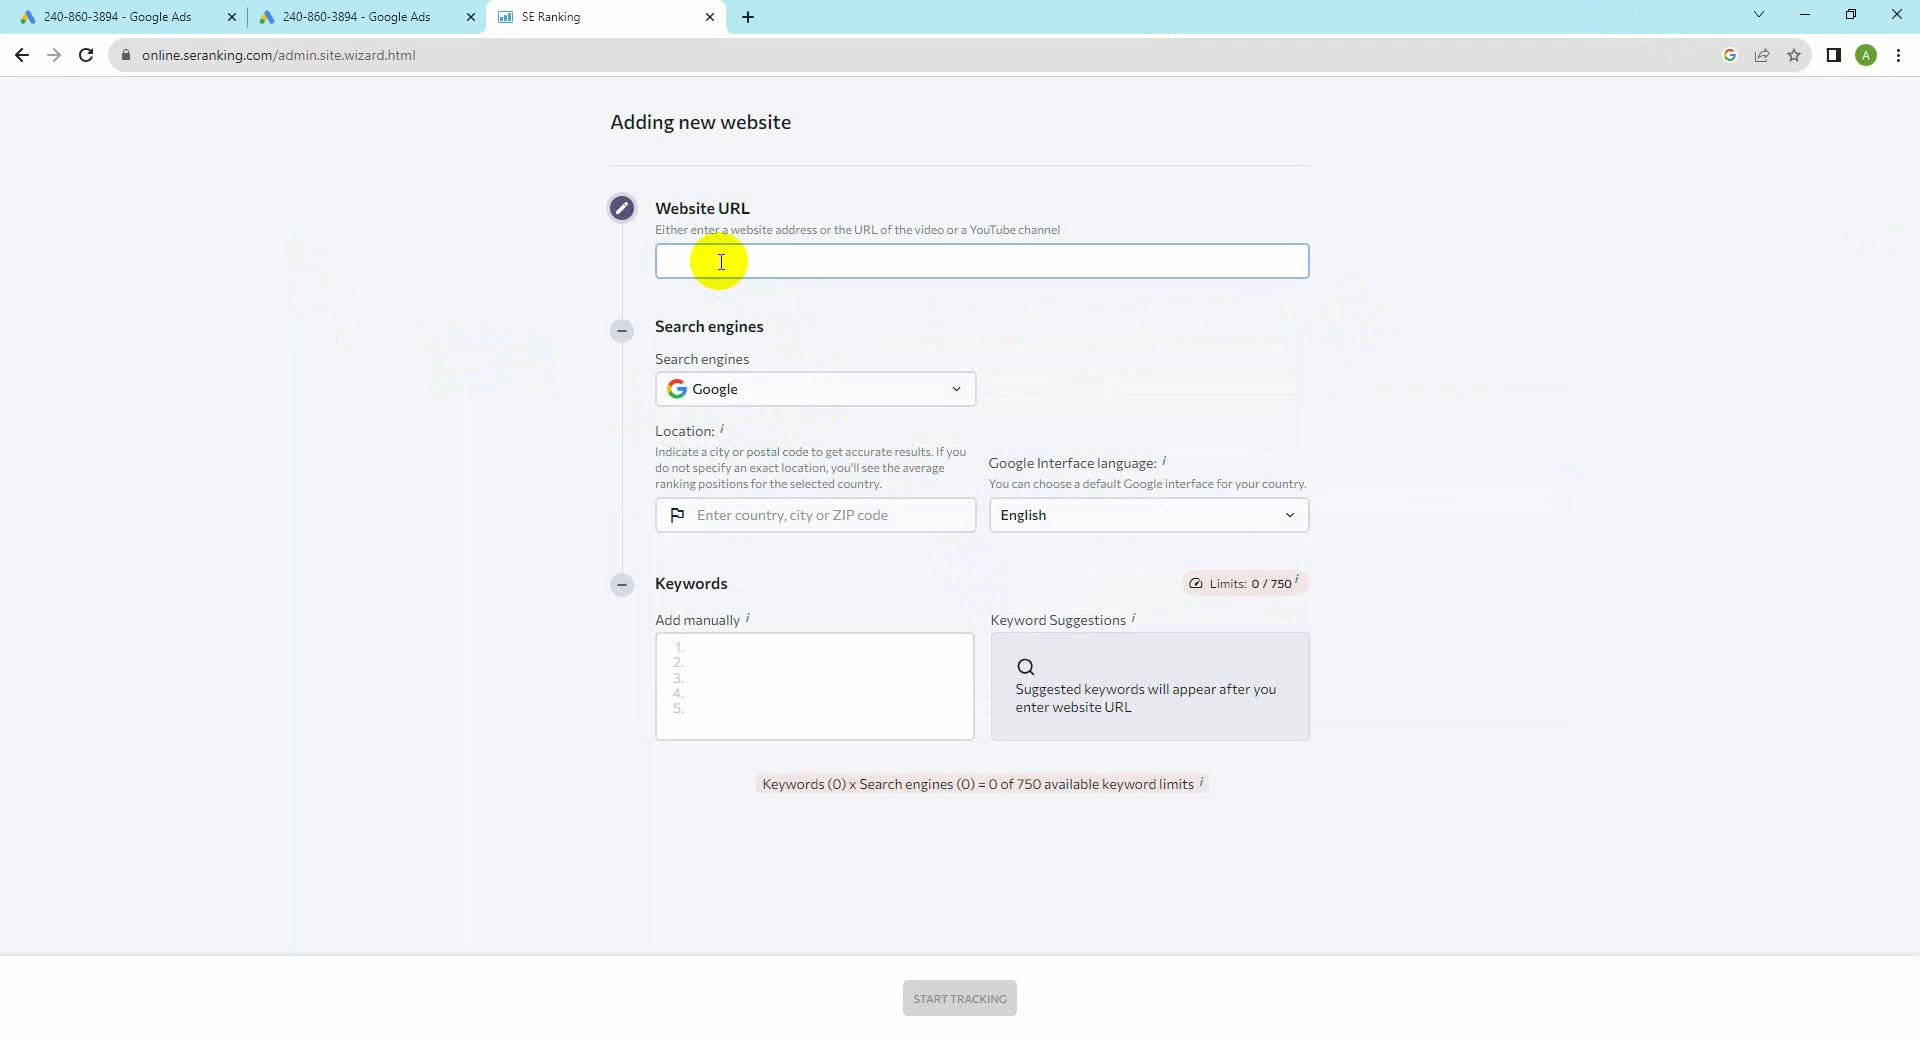 240-860-3894 - Google Ads
240-860-3894 - Google Ads
SE Ranking
online.seranking.com/admin.site.wizard.html
A
Adding new website
Website URL
Either enter a website address or the URL of the video or a YouTube channel
Search engines
Search engines
Google
Location: i
Indicate a city or postal code to get accurate results. If you
do not specify an exact location, you'll see the average
ranking positions for the selected country.
Google Interface language: i
You can choose a default Google interface for your country.
Enter country, city or ZIP code
English
Keywords
Limits: 0 / 750 i
Add manually i
Keyword Suggestions i
1.
2.
3.
4.
5.
Suggested keywords will appear after you
enter website URL
Keywords (0) x Search engines (0) = 0 of 750 available keyword limits i
START TRACKING